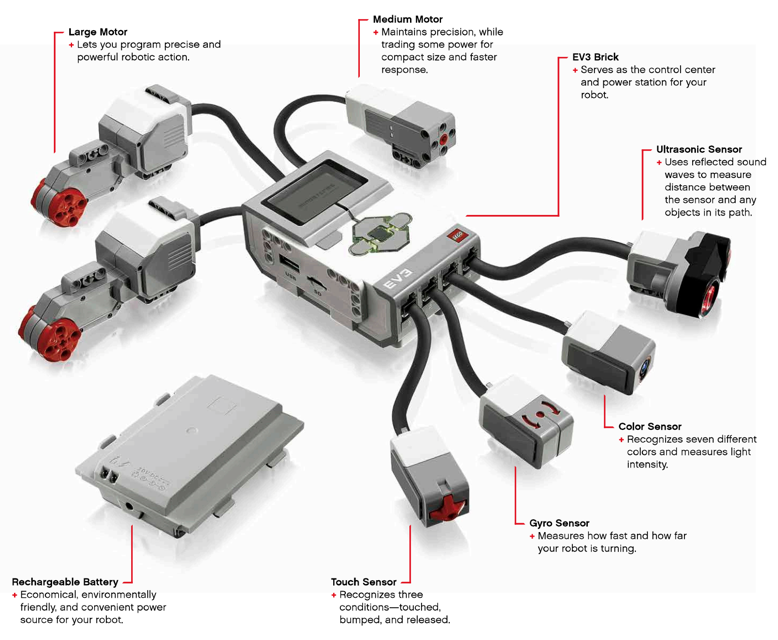 Large Motor
+ Lets you program precise and
powerful robotic action.
Medium Motor
+ Maintains precision, while
trading some power for
compact size and faster
response.
EV3 Brick
+ Serves as the control center
and power station for your
robot.
Ultrasonic Sensor
+ Uses reflected sound
waves to measure
distance between
the sensor and any
objects in its path.
LEGO
USB
SD
EV3
Color Sensor
+ Recognizes seven different
colors and measures light
intensity.
Gyro Sensor
+ Measures how fast and how far
your robot is turning.
Rechargeable Battery
+ Economical, environmentally
friendly, and convenient power
source for your robot.
Touch Sensor
+ Recognizes three
conditions—touched,
bumped, and released.